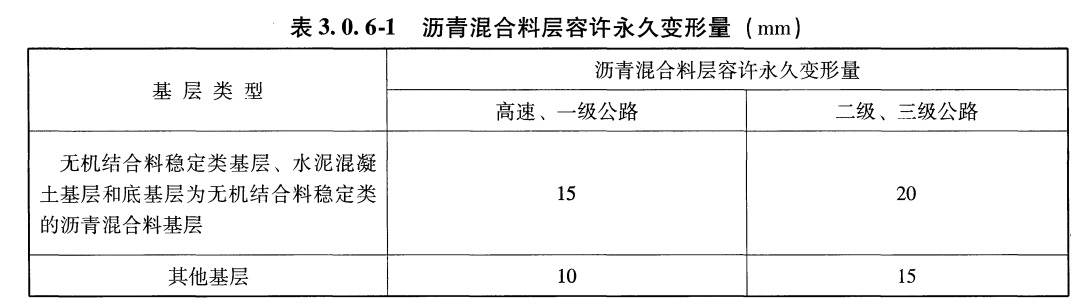 表 3.0.6-1 沥青混合料层容许永久变形量 (mm)
基层类型
沥青混合料层容许永久变形量
高速、一级公路
二级、三级公路
无机结合料稳定类基层、水泥混凝
土基层和底基层为无机结合料稳定类
的沥青混合料基层
15
20
其他基层
10
15